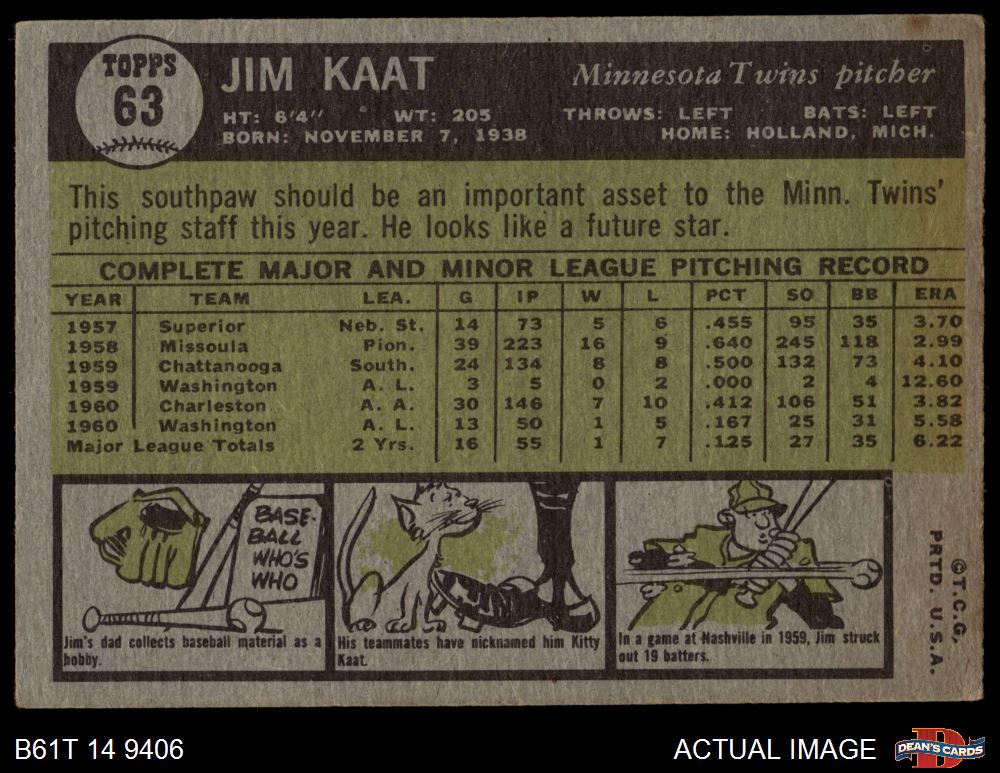 TOPPS
63
JIM KAAT
Minnesota Twins pitcher
HT: 6'4" WT: 205 THROWS: LEFT BATS: LEFT
BORN: NOVEMBER 7, 1938 HOME: HOLLAND, MICH.
This southpaw should be an important asset to the Minn. Twins'
pitching staff this year. He looks like a future star.
COMPLETE MAJOR AND MINOR LEAGUE PITCHING RECORD
YEAR TEAM LEA. G IP W L PCT SO BB ERA
1957 Superior Neb. St. 14 73 5 6 .455 95 35 3.70
1958 Missoula Pion. 39 223 16 9 .640 245 118 2.99
1959 Chattanooga South. 24 134 8 8 .500 132 73 4.10
1959 Washington A. L. 3 5 0 2 .000 2 4 12.60
1960 Charleston A. A. 30 146 7 10 .412 106 51 3.82
1960 Washington A. L. 13 50 1 5 .167 25 31 5.58
Major League Totals 2 Yrs. 16 55 1 7 .125 27 35 6.22
BASE-
BALL
WHO'S
WHO
Jim's dad collects baseball material as a
hobby.
His teammates have nicknamed him Kitty
Kaat.
In a game at Nashville in 1959, Jim struck
out 19 batters.
©T.C.G.
PRTD. U.S.A.
B61T 14 9406
ACTUAL IMAGE
D
DEAN'S CARDS